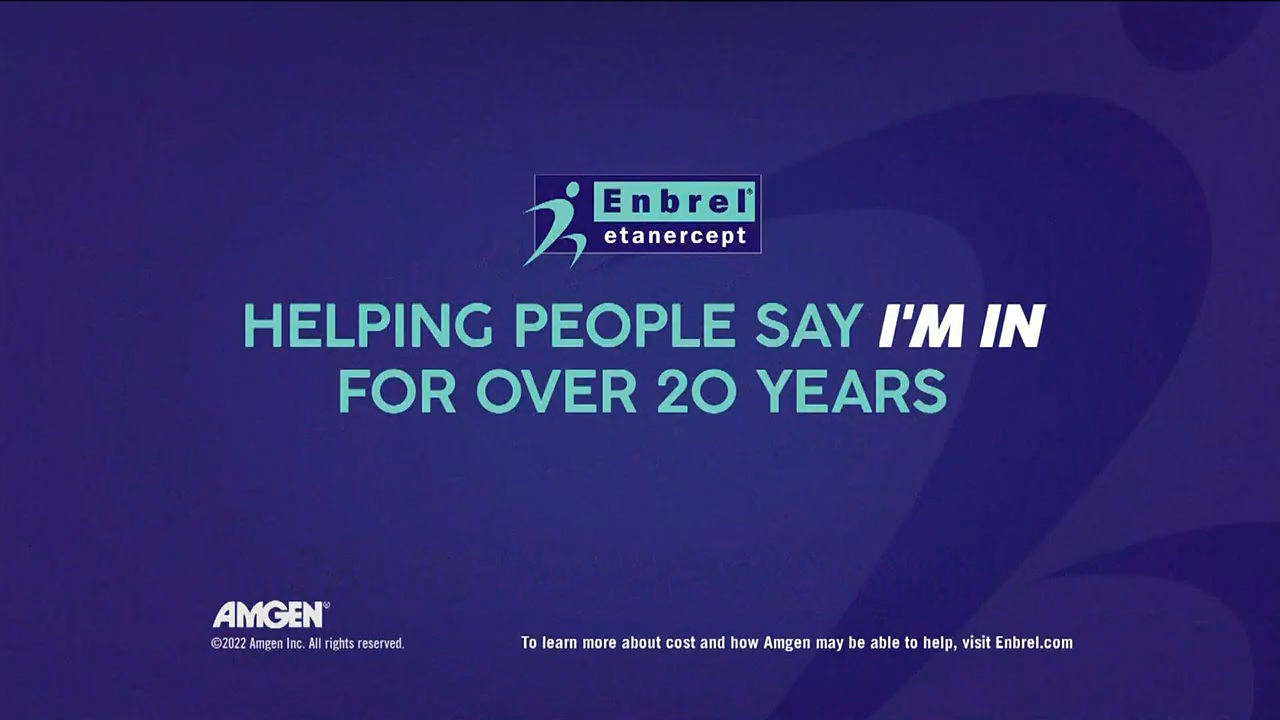 Enbrel®
etanercept
HELPING PEOPLE SAY I'M IN
FOR OVER 20 YEARS
AMGEN®
©2022 Amgen Inc. All rights reserved.
To learn more about cost and how Amgen may be able to help, visit Enbrel.com